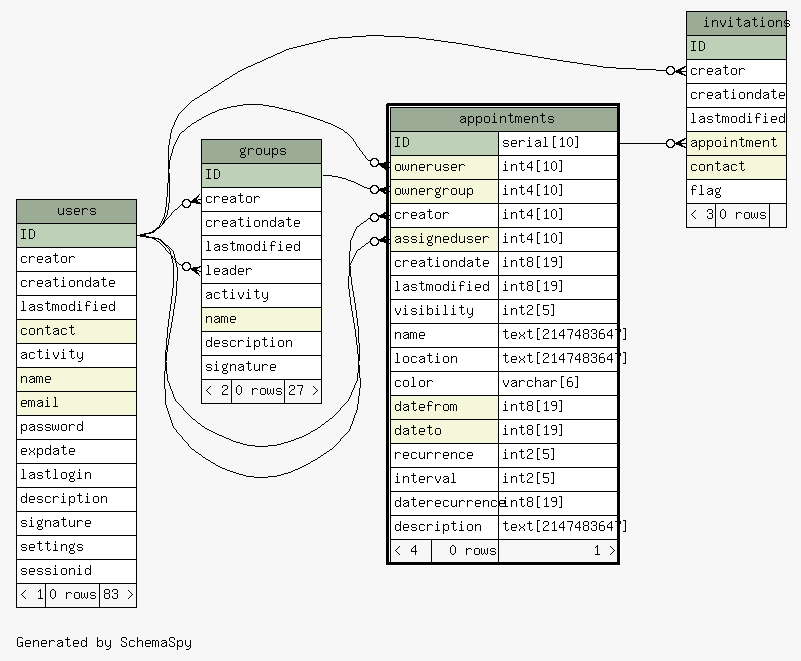 users
ID
creator
creationdate
lastmodified
contact
activity
name
email
password
expdate
lastlogin
description
signature
settings
sessionid
< 1 0 rows 83 >
groups
ID
creator
creationdate
lastmodified
leader
activity
name
description
signature
< 2 0 rows 27 >
appointments
ID serial[10]
owneruser int4[10]
ownergroup int4[10]
creator int4[10]
assigneduser int4[10]
creationdate int8[19]
lastmodified int8[19]
visibility int2[5]
name text[2147483647]
location text[2147483647]
color varchar[6]
datefrom int8[19]
dateto int8[19]
recurrence int2[5]
interval int2[5]
daterecurrence int8[19]
description text[2147483647]
< 4 0 rows 1 >
invitations
ID
creator
creationdate
lastmodified
appointment
contact
flag
< 3 0 rows
Generated by SchemaSpy